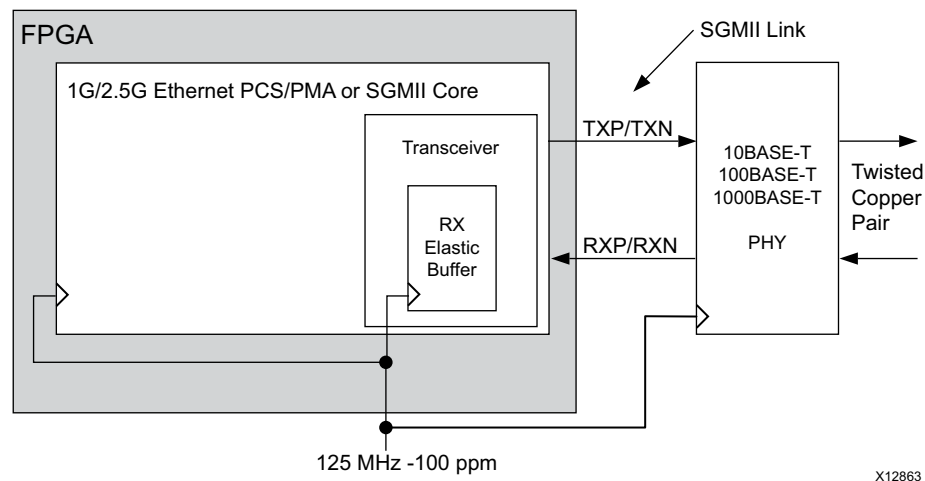 FPGA
SGMII Link
1G/2.5G Ethernet PCS/PMA or SGMII Core
TXP/TXN
Transceiver
10BASE-T
100BASE-T
1000BASE-T
PHY
Twisted
Copper
Pair
RX
Elastic
Buffer
RXP/RXN
125 MHz -100 ppm
X12863